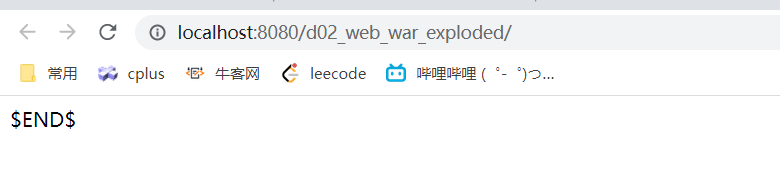 localhost:8080/d02_web_war_exploded/
常用 cplus 牛客网 leecode 哔哩哔哩 (゜-゜)つ...
$END$